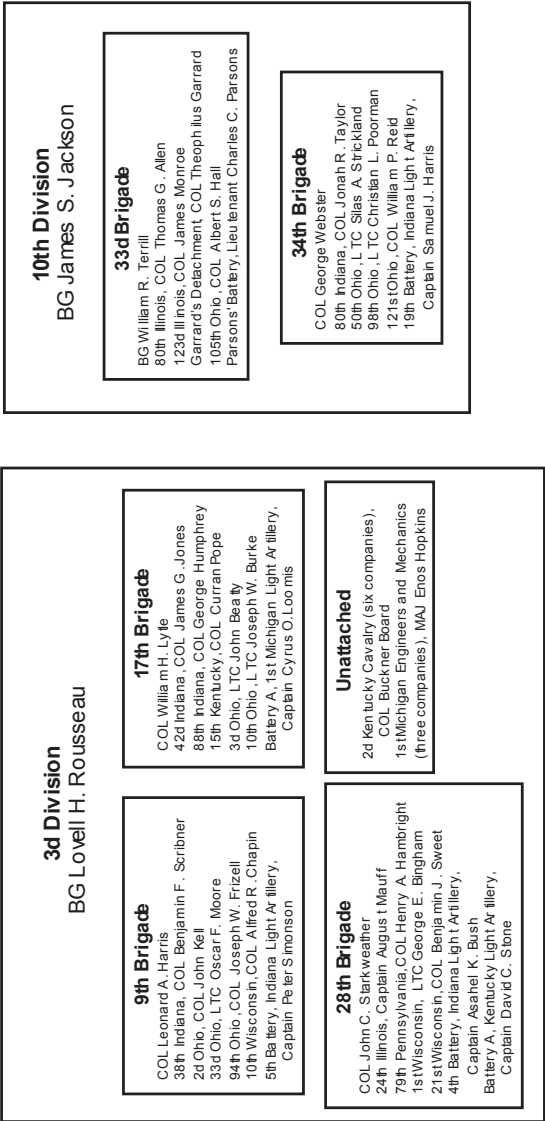 3d Division
BG Lovell H. Rousseau
9th Brigade
COL Leonard A. Harris
38th Indiana, COL Benjamin F. Scribner
2d Ohio, COL John Kell
33d Ohio, LTC Oscar F. Moore
94th Ohio, COL Joseph W. Frizell
10th Wisconsin, COL Alfred R. Chapin
5th Battery, Indiana Light Artillery,
Captain Peter Simonson
17th Brigade
COL William H. Lytle
42d Indiana, COL James G. Jones
88th Indiana, COL George Humphrey
15th Kentucky, COL Curran Pope
3d Ohio, LTC John Beatty
10th Ohio, LTC Joseph W. Burke
Battery A, 1st Michigan Light Artillery,
Captain Cyrus O. Loomis
28th Brigade
COL John C. Starkweather
24th Illinois, Captain August Mauff
79th Pennsylvania, COL Henry A. Hambright
1st Wisconsin, LTC George E. Bingham
21st Wisconsin, COL Benjamin J. Sweet
4th Battery, Indiana Light Artillery,
Captain Asahel K. Bush
Battery A, Kentucky Light Artillery,
Captain David C. Stone
Unattached
2d Kentucky Cavalry (six companies),
COL Buckner Board
1st Michigan Engineers and Mechanics
(three companies), MAJ Enos Hopkins
10th Division
BG James S. Jackson
33d Brigade
BG William R. Terrill
80th Illinois, COL Thomas G. Allen
123d Illinois, COL James Monroe
Garrard's Detachment, COL Theophilus Garrard
105th Ohio, COL Albert S. Hall
Parsons' Battery, Lieutenant Charles C. Parsons
34th Brigade
COL George Webster
80th Indiana, COL Jonah R. Taylor
50th Ohio, LTC Silas A. Strickland
98th Ohio, LTC Christian L. Poorman
121st Ohio, COL William P. Reid
19th Battery, Indiana Light Artillery,
Captain Samuel J. Harris